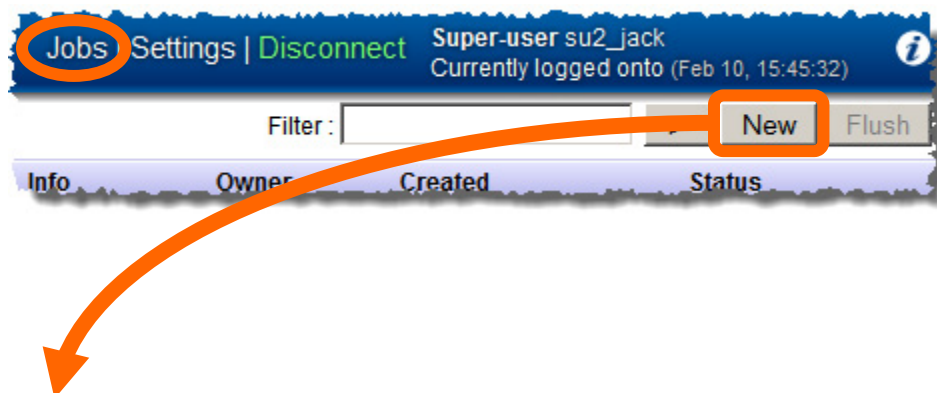 Jobs | Settings | Disconnect Super-user su2_jack
Currently logged onto (Feb 10, 15:45:32) i
Filter : New Flush
Info Owner Created Status